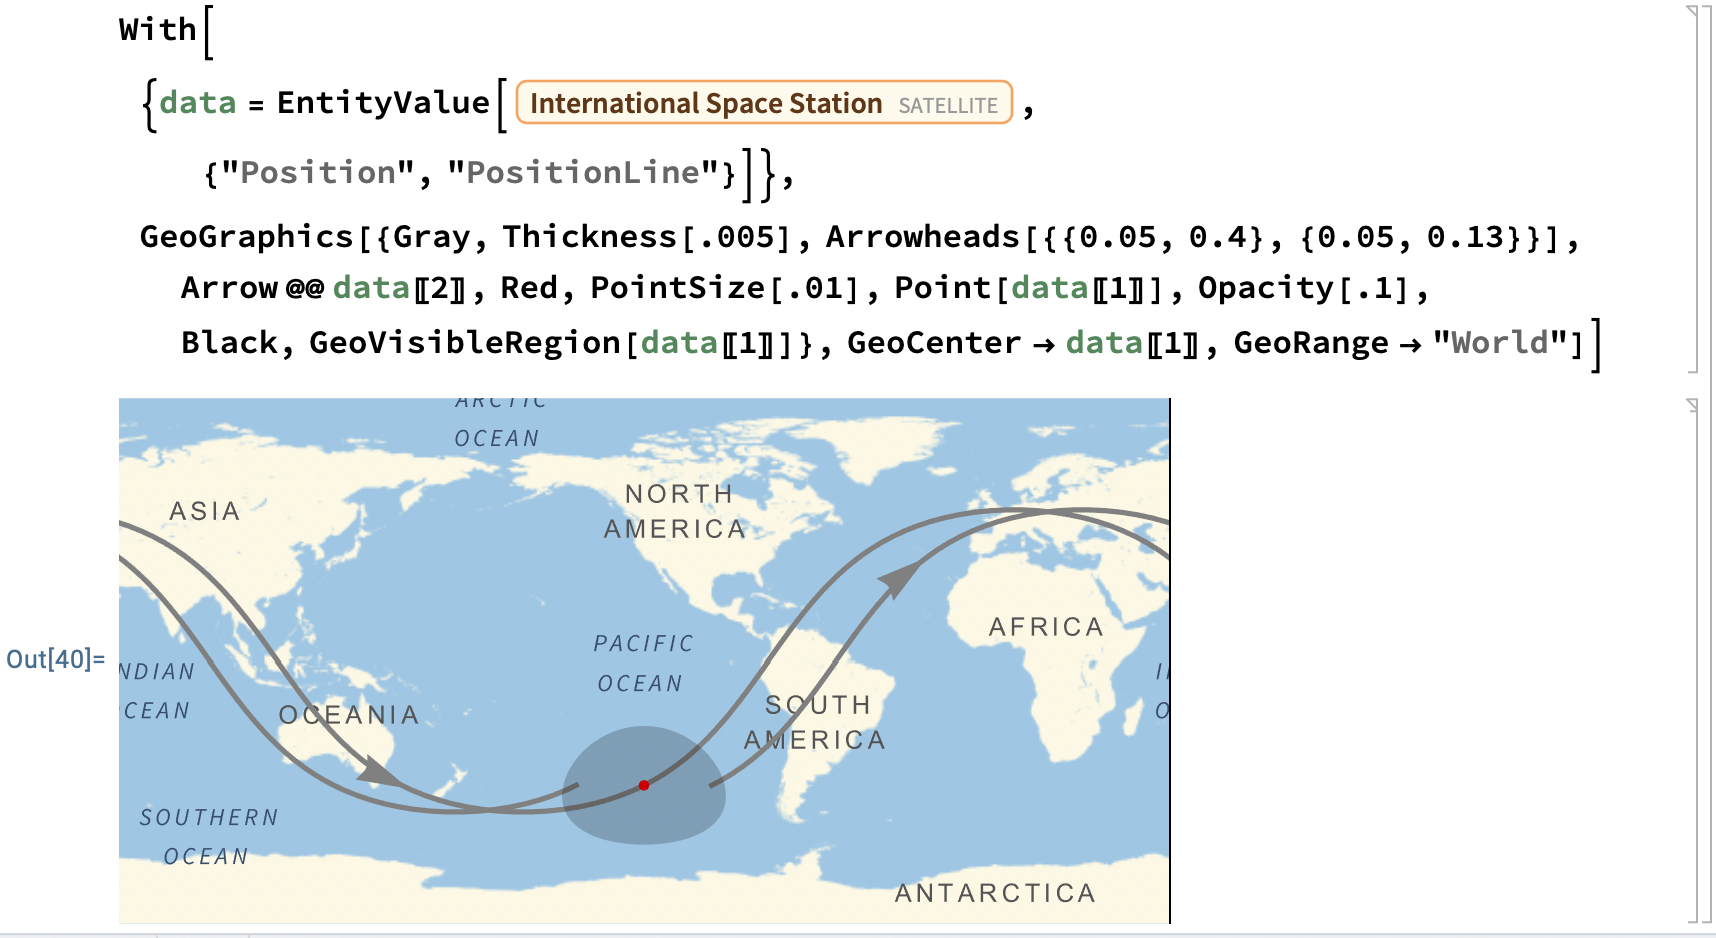 With[
{data = EntityValue[ International Space Station SATELLITE ,
{"Position", "PositionLine"}]},
GeoGraphics[{Gray, Thickness[.005], Arrowheads[{{0.05, 0.4}, {0.05, 0.13}}],
Arrow @@ data〚2〛, Red, PointSize[.01], Point[data〚1〛], Opacity[.1],
Black, GeoVisibleRegion[data〚1〛]}, GeoCenter → data〚1〛, GeoRange → "World"]]
Out[40]=
ARCTIC
OCEAN
ASIA
NORTH
AMERICA
AFRICA
PACIFIC
OCEAN
NDIAN
CEAN
OCEANIA
SOUTH
AMERICA
I
O
SOUTHERN
OCEAN
ANTARCTICA